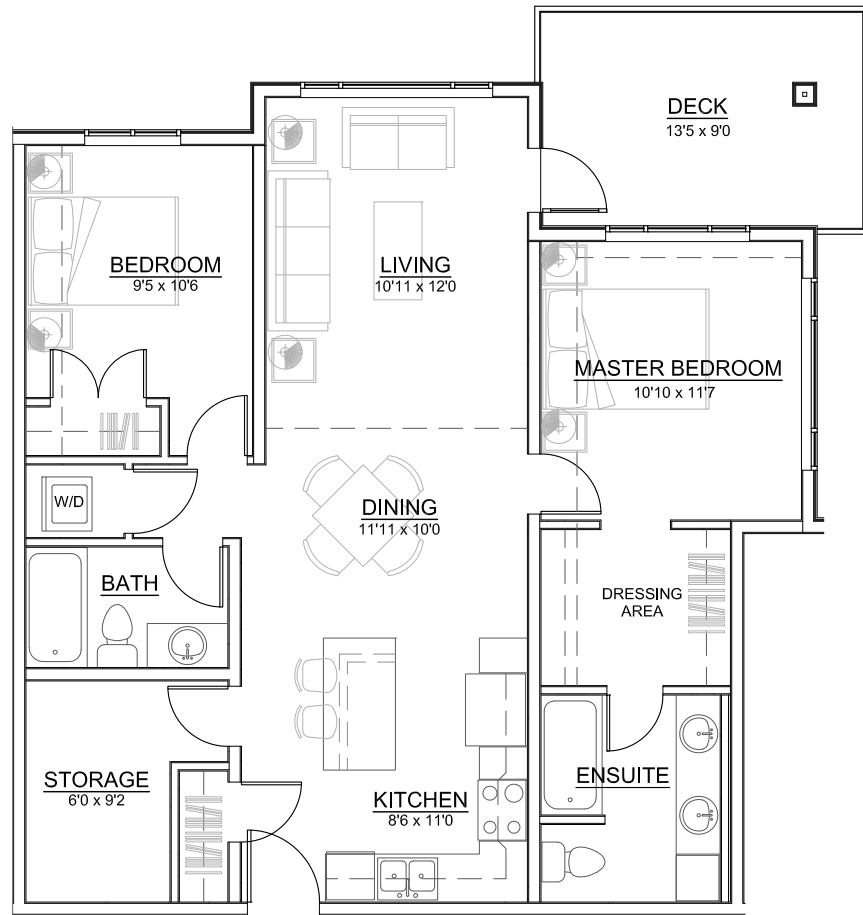 DECK
13'5 x 9'0
BEDROOM
9'5 x 10'6
LIVING
10'11 x 12'0
MASTER BEDROOM
10'10 x 11'7
W/D
DINING
11'11 x 10'0
BATH
DRESSING
AREA
STORAGE
6'0 x 9'2
KITCHEN
8'6 x 11'0
ENSUITE